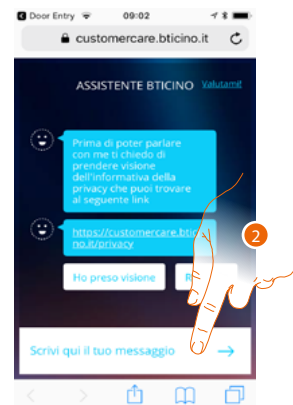 Door Entry 09:02
customercare.bticino.it
ASSISTENTE BTICINO Valutami!
Prima di poter parlare
con me ti chiedo di
prendere visione
dell'informativa della
privacy che puoi trovare
al seguente link
https://customercare.btici
no.it/privacy
2
Ho preso visione R
Scrivi qui il tuo messaggio